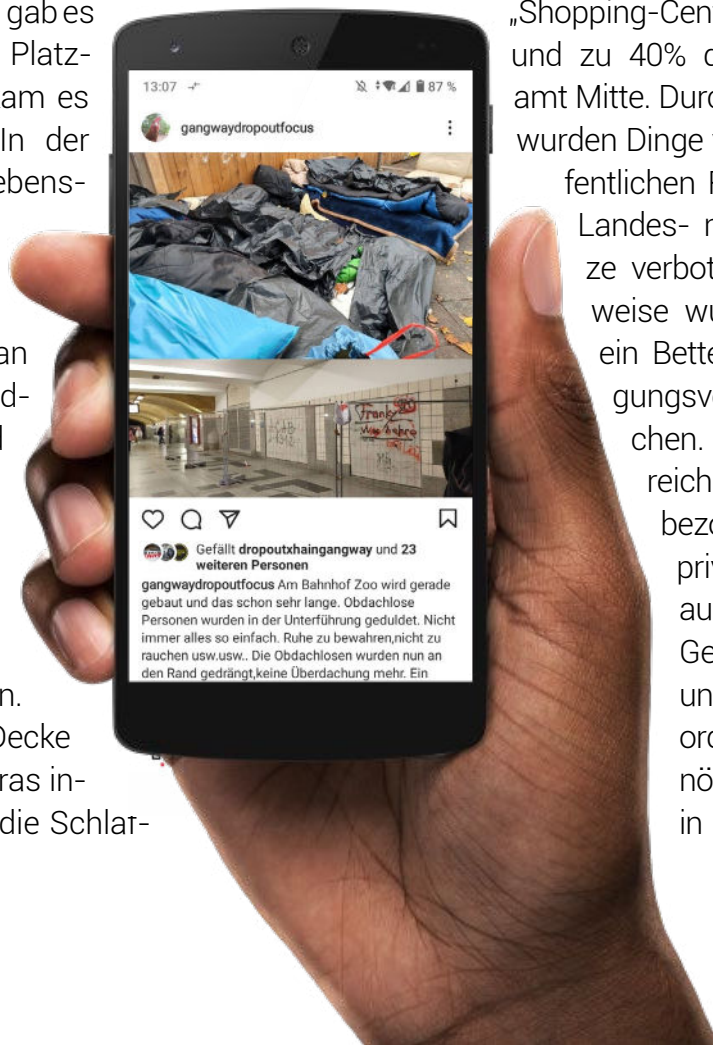 gab es
Platz-
am es
In der
ebens-
an
d-
n.
Decke
ras in-
die Schlaf-
13:07
87 %
gangwaydropoutfocus
Franky
was here
Gefällt dropoutxhaingangway und 23
weiteren Personen
gangwaydropoutfocus Am Bahnhof Zoo wird gerade
gebaut und das schon sehr lange. Obdachlose
Personen wurden in der Unterführung geduldet. Nicht
immer alles so einfach. Ruhe zu bewahren,nicht zu
rauchen usw.usw.. Die Obdachlosen wurden nun an
den Rand gedrängt,keine Überdachung mehr. Ein
„Shopping-Cent
und zu 40% d
amt Mitte. Durc
wurden Dinge
fentlichen
Landes-
ze verbot
weise wu
ein Bette
gungsv
chen.
reich
bezo
priv
au
Ge
un
ord
nö
in